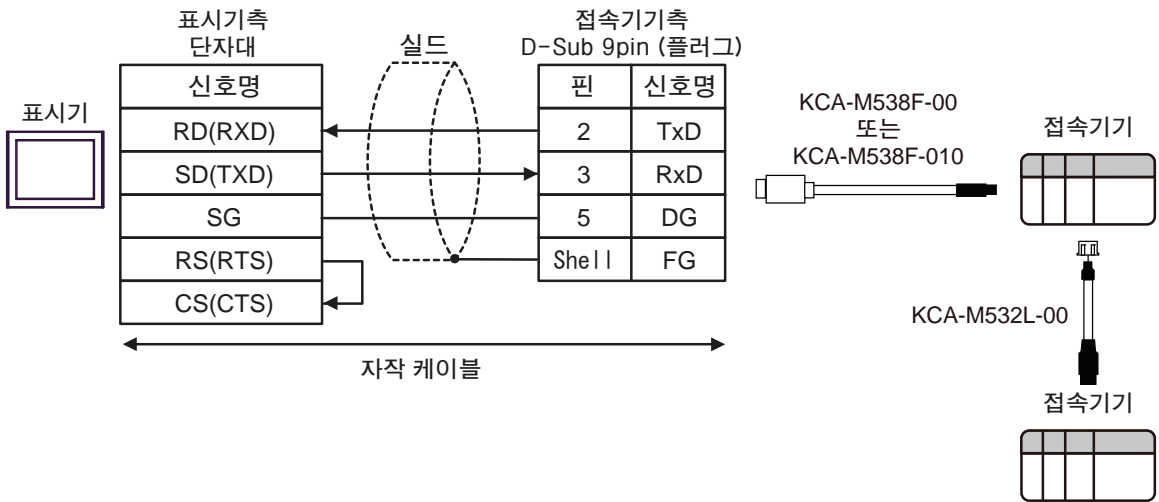 표시기
표시기측
단자대
신호명
RD(RXD)
SD(TXD)
SG
RS(RTS)
CS(CTS)
실드
접속기기측
D-Sub 9pin (플러그)
핀 신호명
2 TxD
3 RxD
5 DG
Shell FG
자작 케이블
KCA-M538F-00
또는
KCA-M538F-010
접속기기
KCA-M532L-00
접속기기